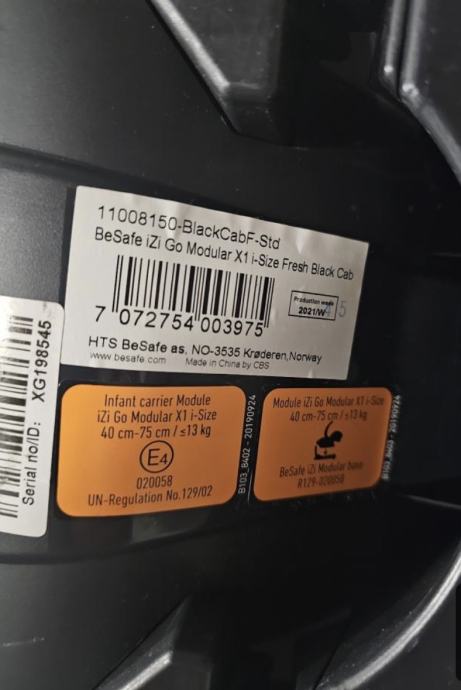 11008150-BlackCabF-Std
BeSafe iZi Go Modular X1 i-Size Fresh Black Cab
7 072754 003975
Production week
2021/W45
HTS BeSafe as, NO-3535 Krøderen, Norway
www.besafe.com Made in China by CBS
Serial no/ID: XG198545
Infant carrier Module
iZi Go Modular X1 i-Size
40 cm-75 cm / ≤13 kg
E4
020058
UN-Regulation No.129/02
B103_8402 - 20190924
Module iZi Go Modular X1 i-Size
40 cm-75 cm / ≤13 kg
BeSafe iZi Modular base
R129-020050
20190924